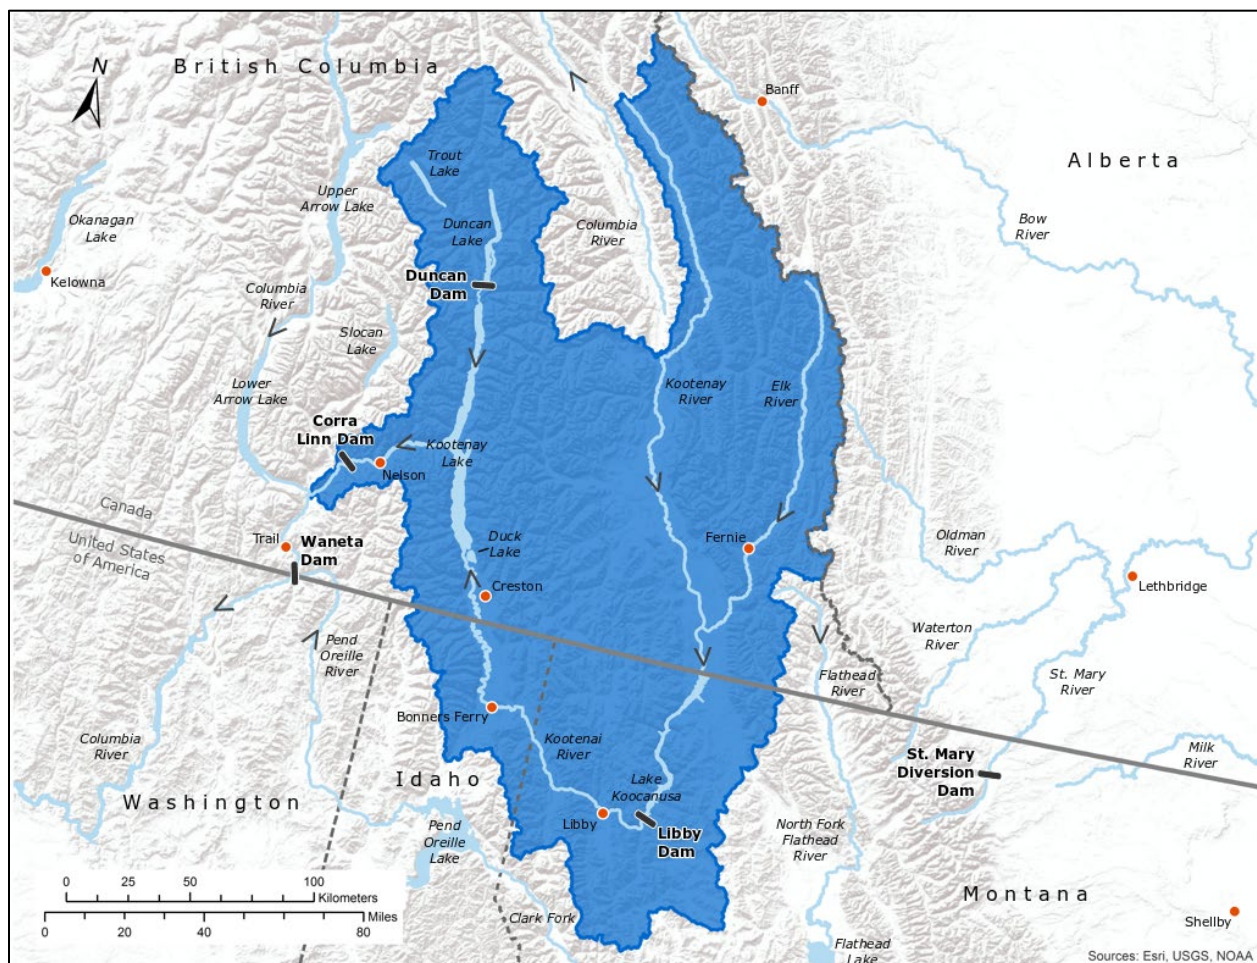 N
British Columbia
Banff
Alberta
Trout
Lake
Upper
Arrow Lake
Okanagan
Lake
Duncan
Lake
Columbia
River
Bow
River
Kelowna
Duncan
Dam
Columbia
River
Slocan
Lake
Lower
Arrow Lake
Kootenay
River
Elk
River
Corra
Linn Dam
Kootenay
Lake
Nelson
Canada
United States
of America
Trail
Waneta
Dam
Duck
Lake
Fernie
Oldman
River
Creston
Lethbridge
Pend
Oreille
River
Waterton
River
Flathead
River
St. Mary
River
Bonners Ferry
Columbia
River
Kootenai
River
St. Mary
Diversion
Dam
Milk
River
Idaho
Lake
Koocanusa
Washington
Libby
Libby
Dam
Pend
Oreille
Lake
North Fork
Flathead
River
Montana
0 25 50 100
Kilometers
Miles
0 20 40 80
Clark Fork
Shellby
Flathead
Lake
Sources: Esri, USGS, NOAA